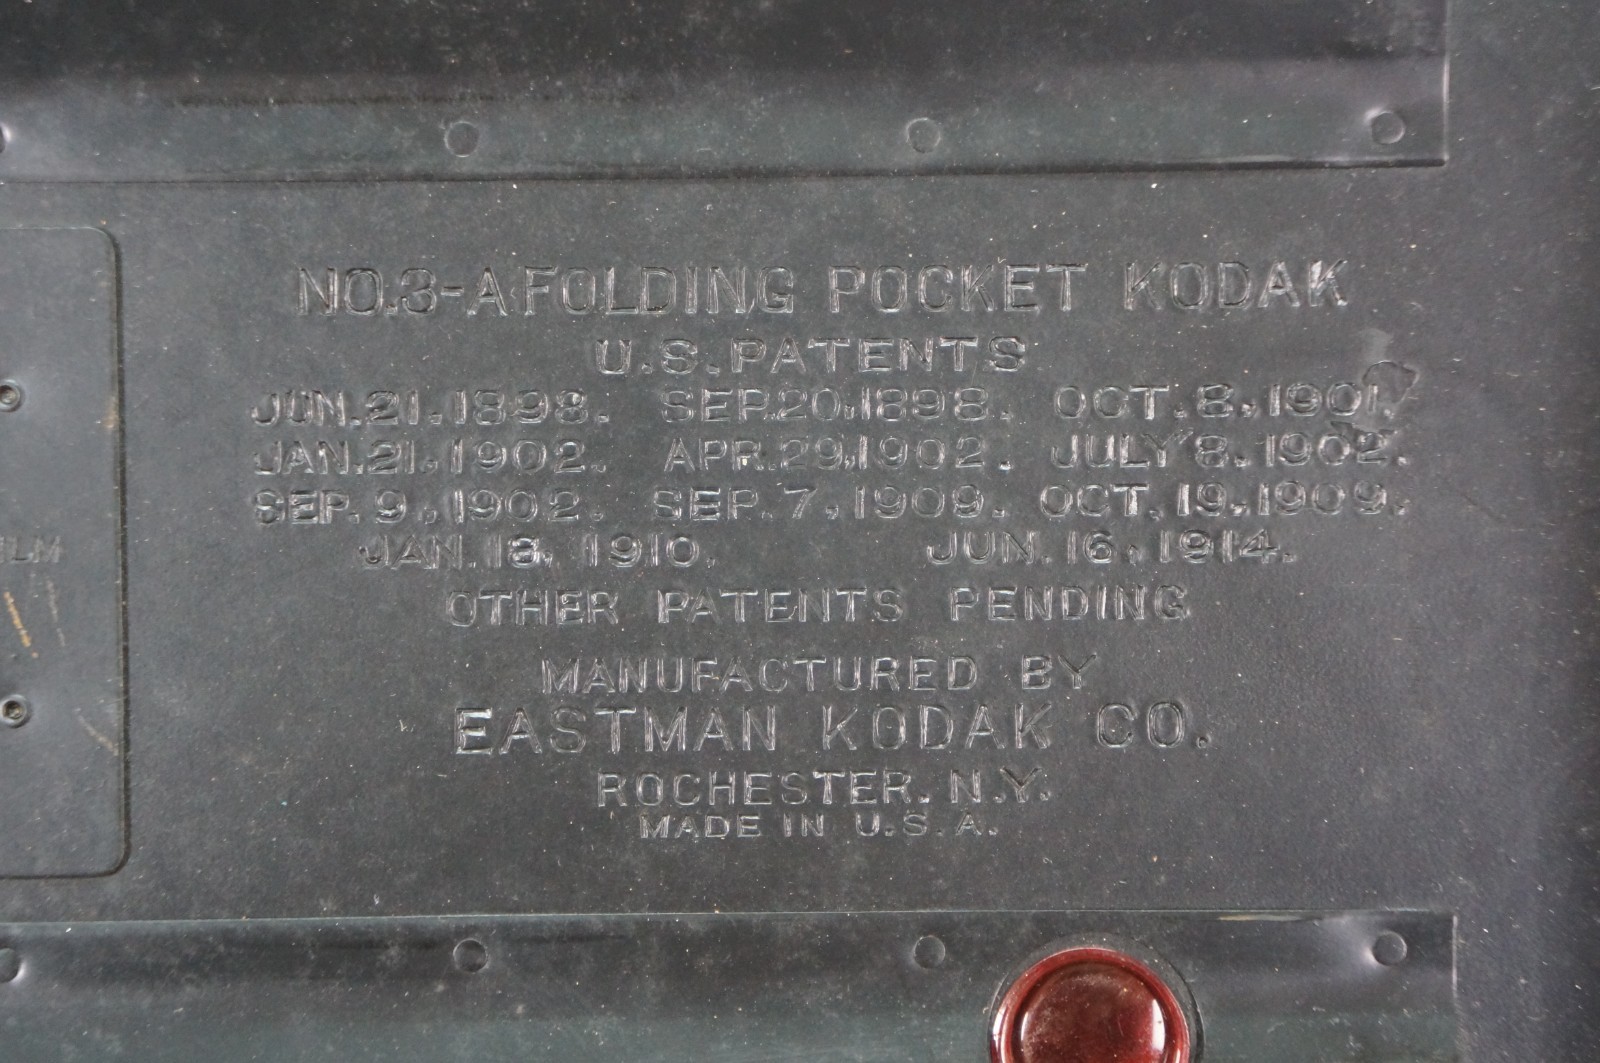 NO.3-A FOLDING POCKET KODAK
U.S. PATENTS
JUN.21,1898. SEP.20,1898. OCT.8,1901.
JAN.21,1902. APR.29,1902. JULY 8,1902.
SEP.9,1902. SEP.7,1909. OCT.19,1909.
JAN.18,1910. JUN.16,1914.
OTHER PATENTS PENDING
MANUFACTURED BY
EASTMAN KODAK CO.
ROCHESTER. N.Y.
MADE IN U.S.A.